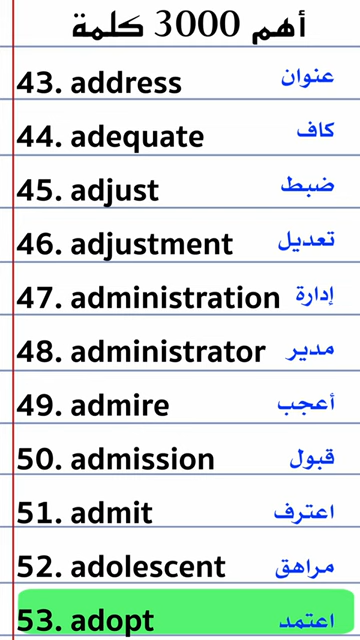 أهم 3000 كلمة
43. address عنوان
44. adequate كاف
45. adjust ضبط
46. adjustment تعديل
47. administration إدارة
48. administrator مدير
49. admire أعجب
50. admission قبول
51. admit اعترف
52. adolescent مراهق
53. adopt اعتمد